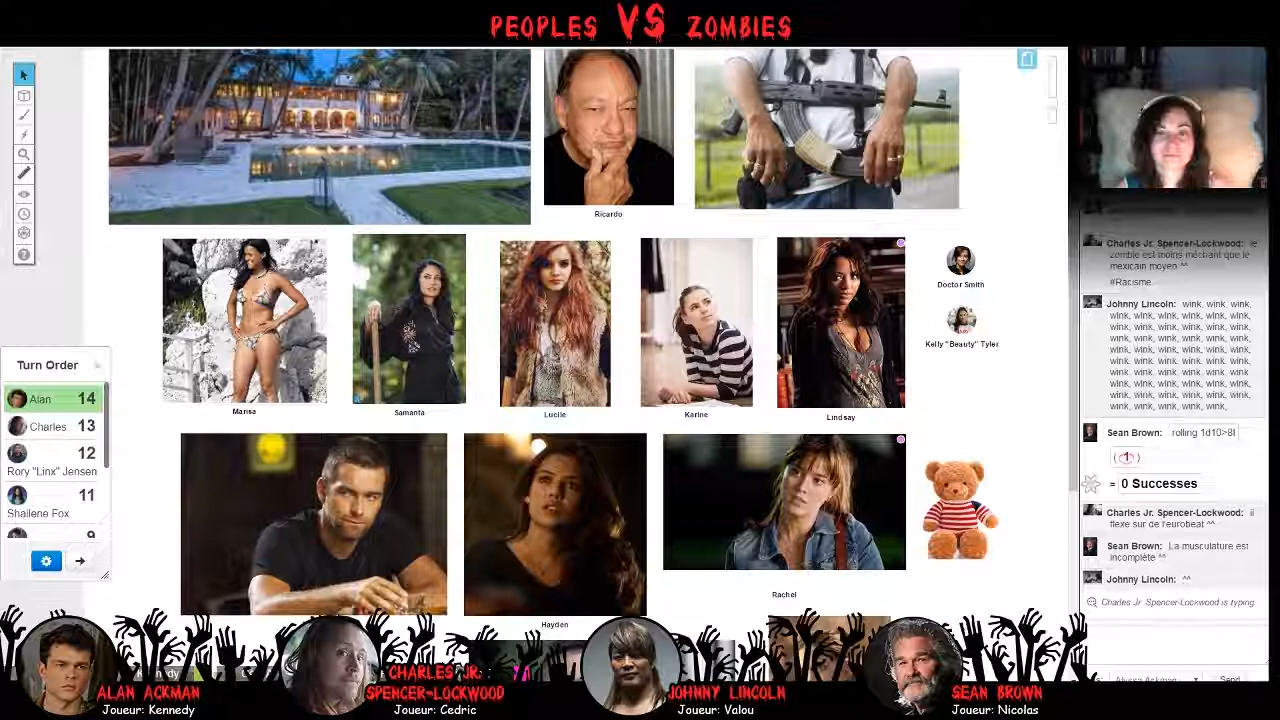 PEOPLES VS ZOMBIES
Ricardo
Marisa
Samanta
Lucile
Karine
Lindsay
Doctor Smith
Kelly "Beauty" Tyler
Hayden
Rachel
Turn Order
Alan 14
Charles 13
12
Rory "Linx" Jensen
11
Shailene Fox
9
Charles Jr. Spencer-Lockwood: le
zombie est moins méchant que le
mexicain moyen ^^
#Racisme
Johnny Lincoln: wink, wink, wink,
wink, wink, wink, wink, wink, wink,
wink, wink, wink, wink, wink, wink,
wink, wink, wink, wink, wink, wink,
wink, wink, wink, wink, wink, wink,
wink, wink, wink, wink, wink, wink,
wink, wink, wink, wink, wink, wink,
wink, wink, wink, wink, wink, wink,
wink, wink, wink, wink, wink, wink,
wink, wink, wink, wink, wink,
Sean Brown: rolling 1d10>8f
(1)
= 0 Successes
Charles Jr. Spencer-Lockwood: il
flexe sur de l'eurobeat ^^
Sean Brown: La musculature est
incomplète ^^
Johnny Lincoln: ^^
Charles Jr. Spencer-Lockwood is typing.
Send
ALAN ACKMAN
Joueur: Kennedy
CHARLES JR.
SPENCER-LOCKWOOD
Joueur: Cedric
JOHNNY LINCOLN
Joueur: Valou
SEAN BROWN
Joueur: Nicolas